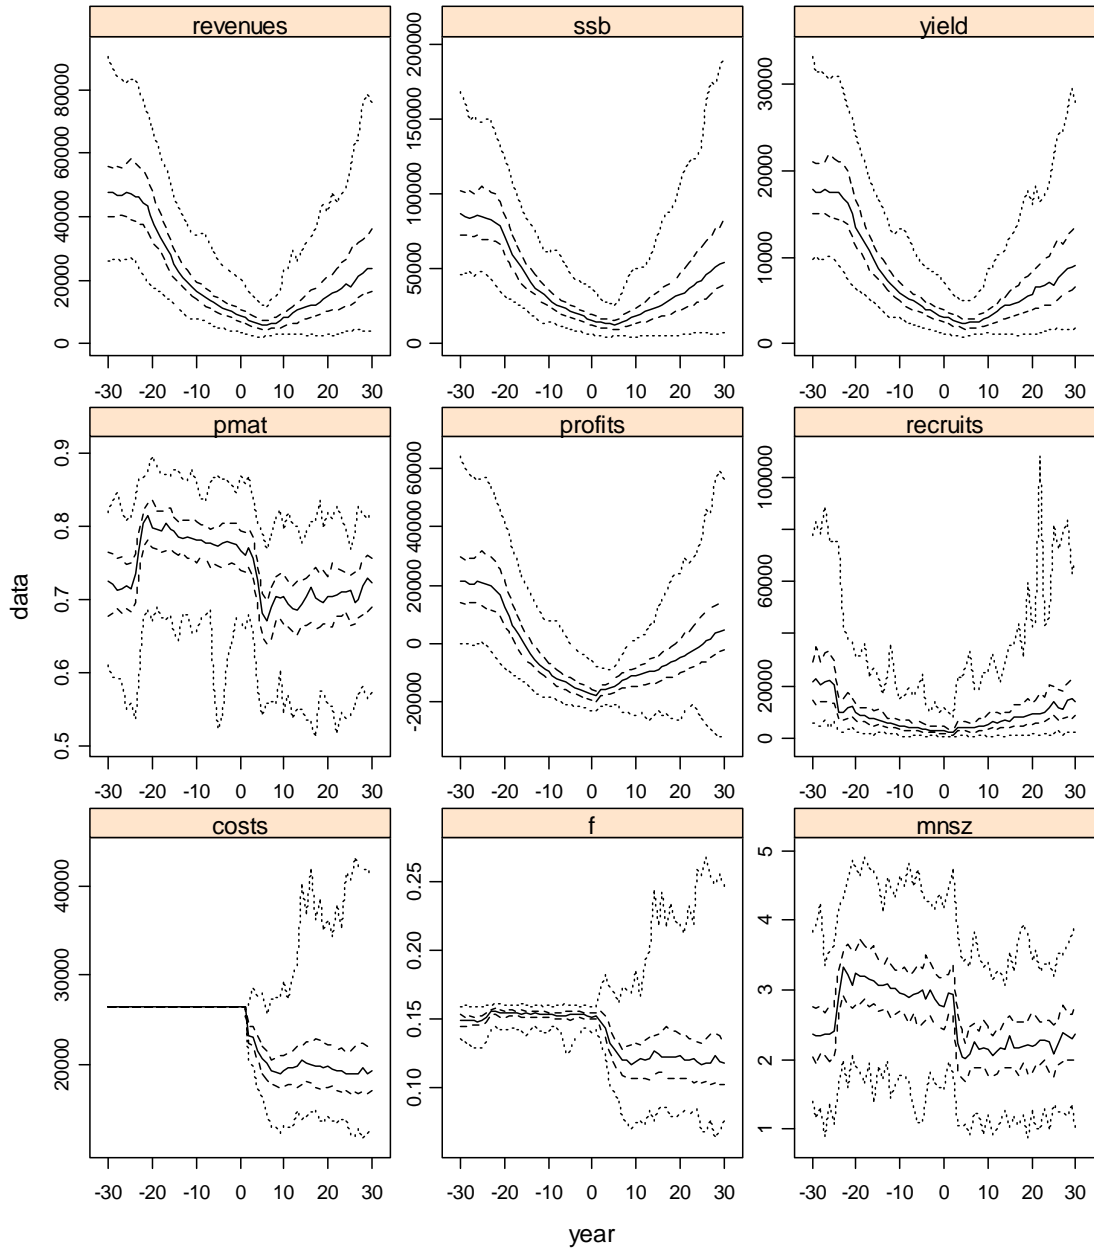 revenues ssb yield
80000 60000 40000 20000 0
200000 150000 100000 50000 0
30000 20000 10000 0
-30 -20 -10 0 10 20 30 -30 -20 -10 0 10 20 30 -30 -20 -10 0 10 20 30
pmat profits recruits
0.9 0.8 0.7 0.6 0.5
60000 40000 20000 0 -20000
100000 60000 20000 0
-30 -20 -10 0 10 20 30 -30 -20 -10 0 10 20 30 -30 -20 -10 0 10 20 30
costs f mnsz
40000 30000 20000
0.25 0.20 0.15 0.10
5 4 3 2 1
-30 -20 -10 0 10 20 30 -30 -20 -10 0 10 20 30 -30 -20 -10 0 10 20 30
data
year